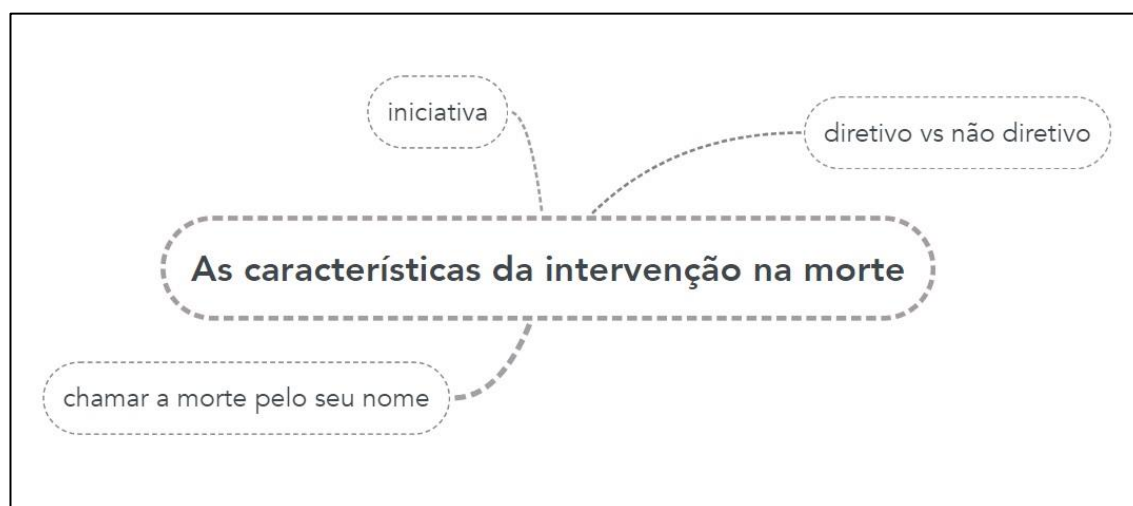 iniciativa
diretivo vs não diretivo
As características da intervenção na morte
chamar a morte pelo seu nome